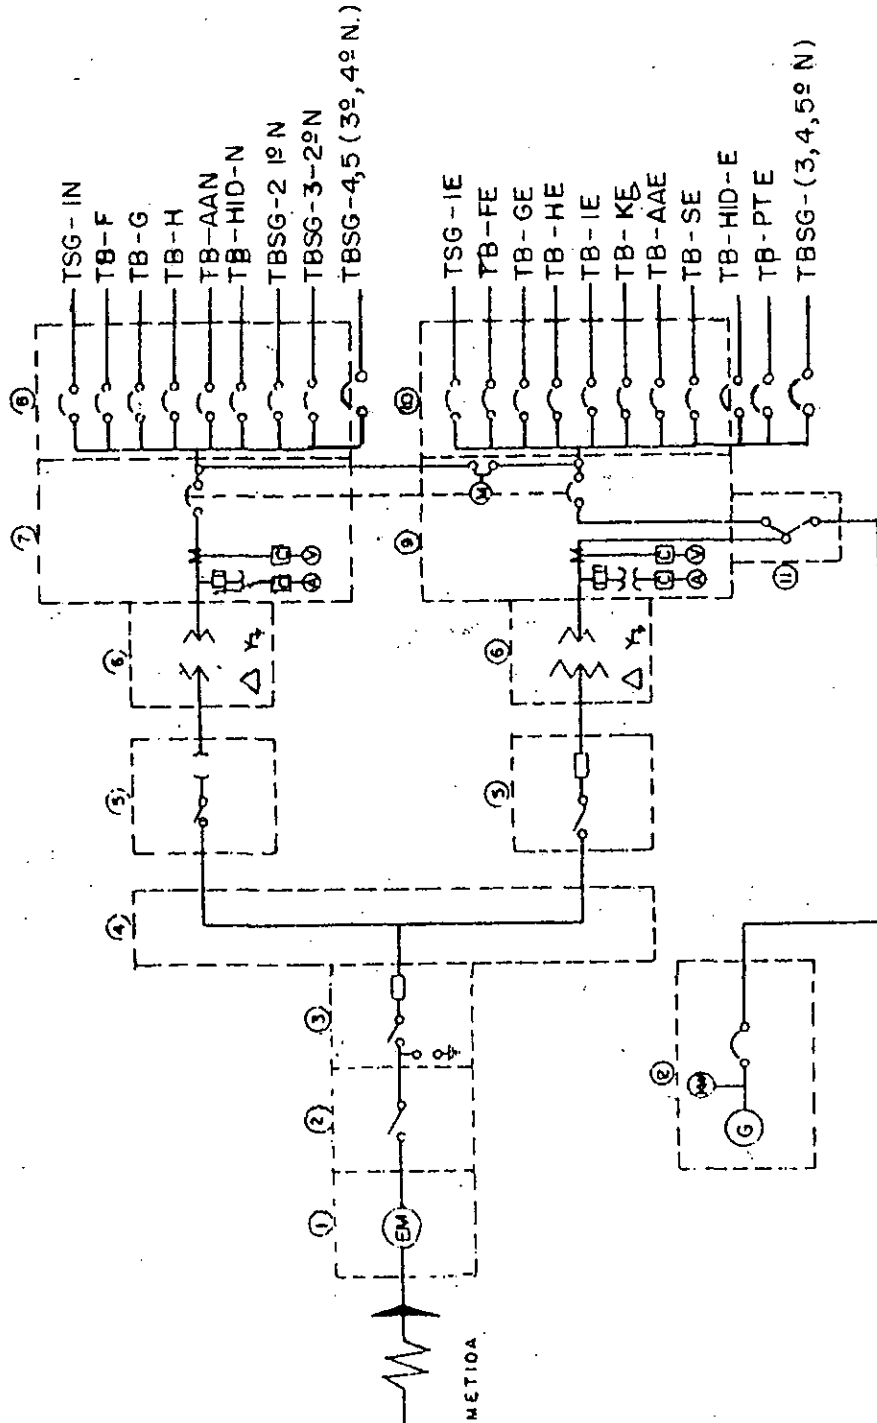 TSG-1N
TB-F
TB-G
TB-H
TB-AAN
TB-HID-N
TBSG-2 1º N
TBSG-3-2º N
TBSG-4,5 (3º, 4º N.)
TSG-1E
TB-FE
TB-GE
TB-HE
TB-IE
TB-KE
TB-AAE
TB-SE
TB-HID-E
TB-PTE
TBSG-(3,4,5º N)
8
10
7
9
M
C
V
C
A
C
V
C
A
11
6
Δ Y
6
Δ Y
5
5
4
3
2
1
EM
12
G
METIDA